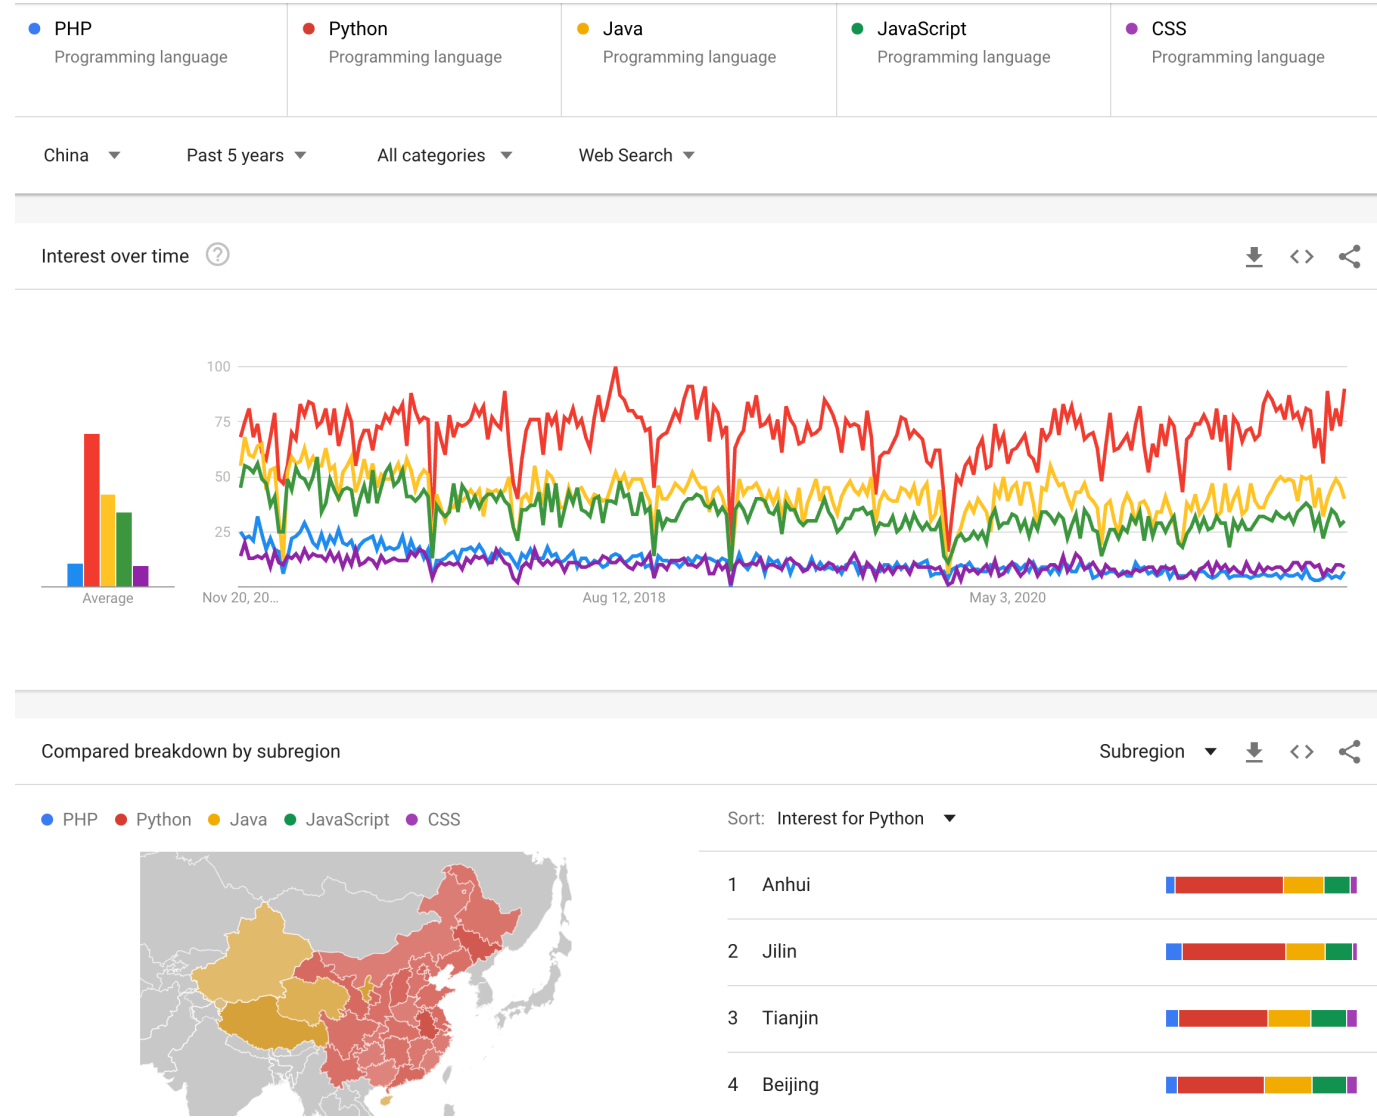 PHP Python Java JavaScript CSS
Programming language Programming language Programming language Programming language Programming language
China Past 5 years All categories Web Search
Interest over time ?
100
75
50
25
Average Nov 20, 20... Aug 12, 2018 May 3, 2020
Compared breakdown by subregion Subregion
PHP Python Java JavaScript CSS
Sort: Interest for Python
1 Anhui
2 Jilin
3 Tianjin
4 Beijing